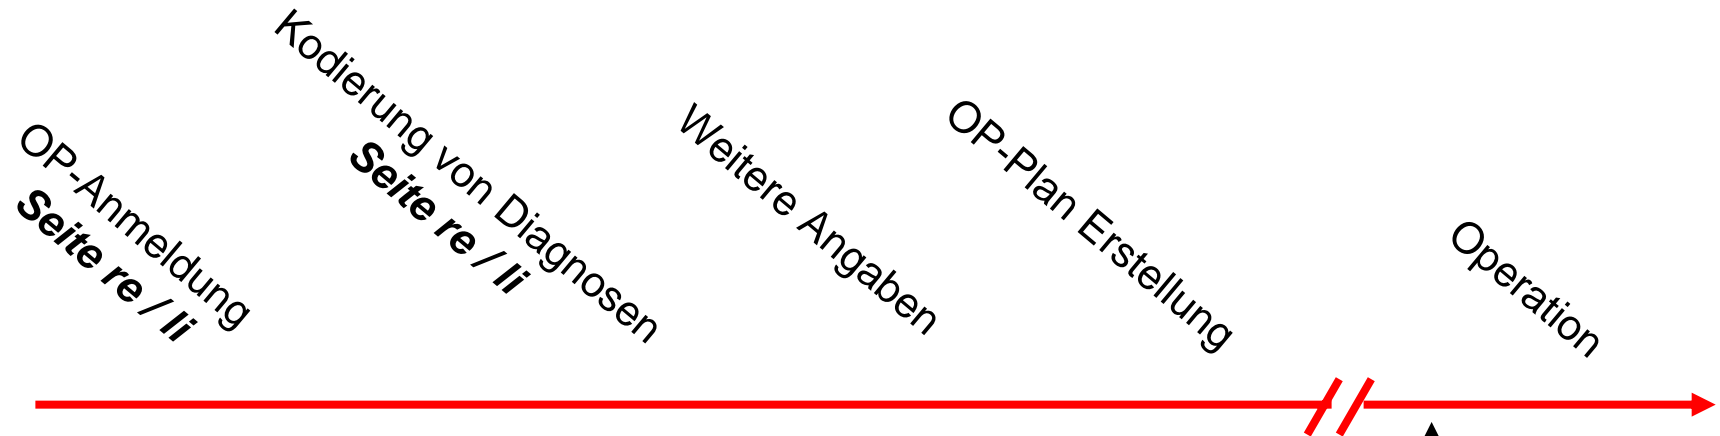 OP-Anmeldung
Seite re / li
Kodierung von Diagnosen
Seite re / li
Weitere Angaben
OP-Plan Erstellung
Operation